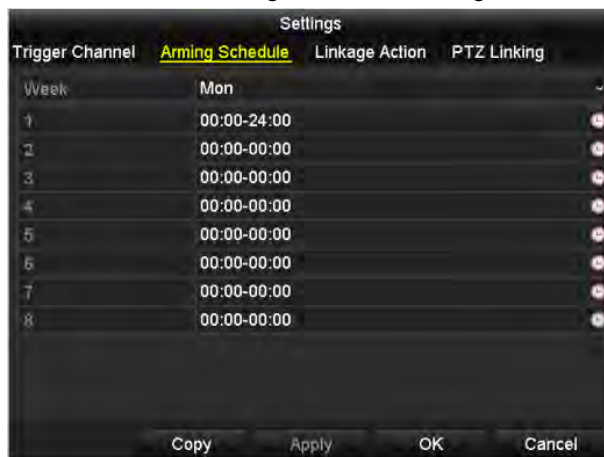 Settings
Trigger Channel Arming Schedule Linkage Action PTZ Linking
Week Mon
1 00:00-24:00
2 00:00-00:00
3 00:00-00:00
4 00:00-00:00
5 00:00-00:00
6 00:00-00:00
7 00:00-00:00
8 00:00-00:00
Copy Apply OK Cancel